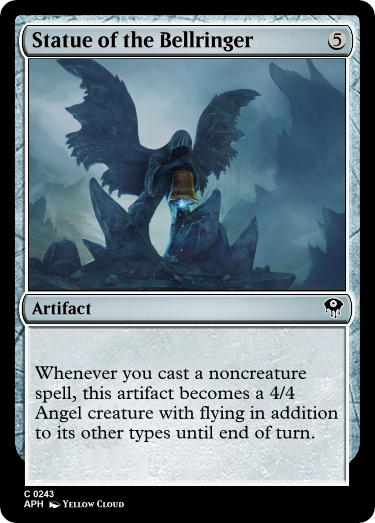 Statue of the Bellringer 5
Artifact
Whenever you cast a noncreature
spell, this artifact becomes a 4/4
Angel creature with flying in addition
to its other types until end of turn.
C 0243
APH Yellow Cloud